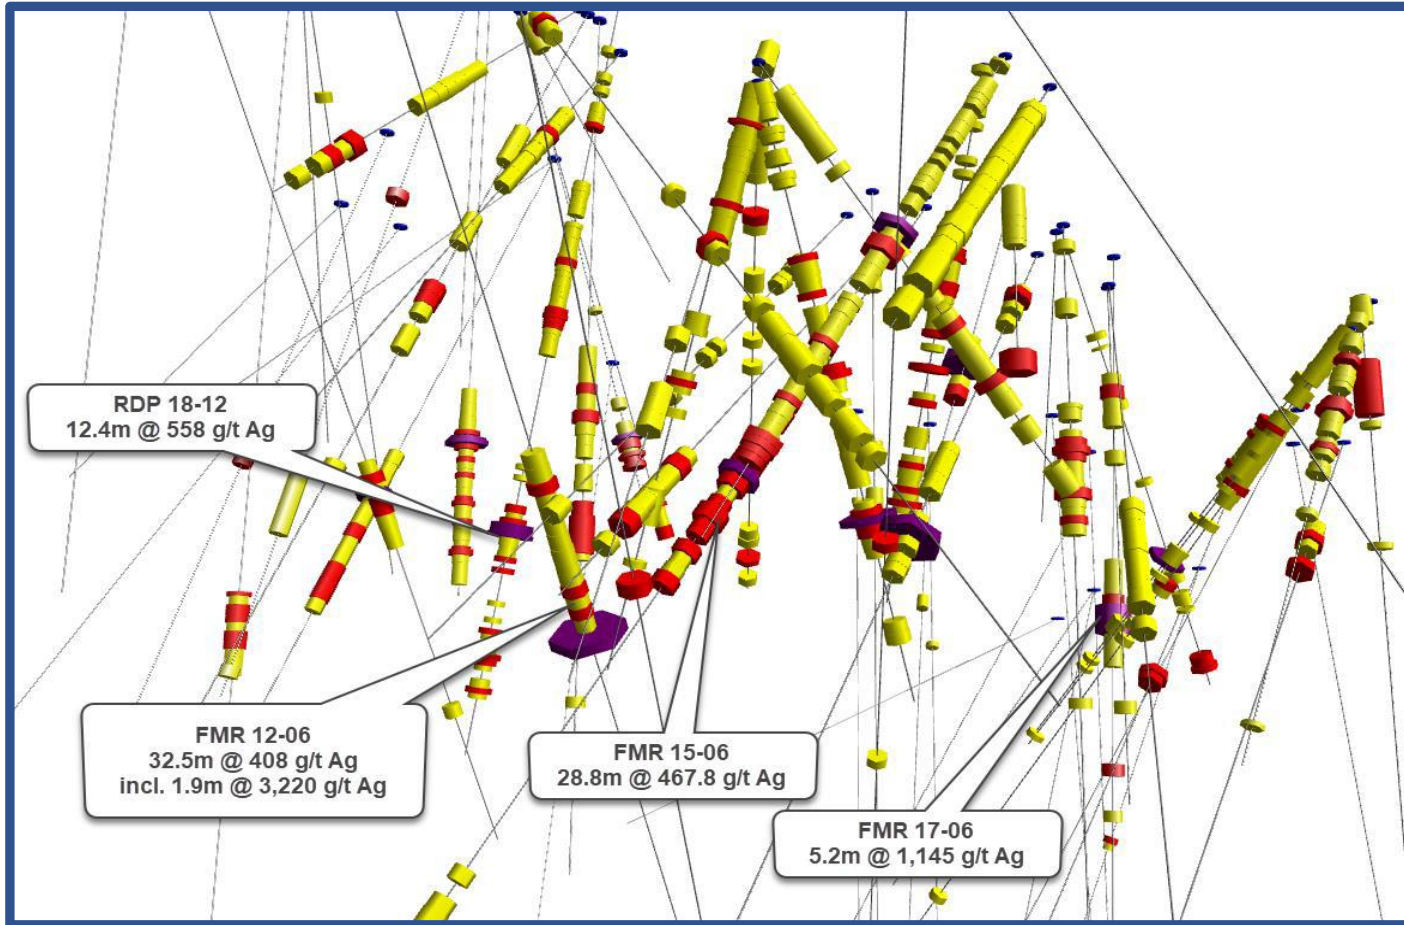 RDP 18-12
12.4m @ 558 g/t Ag
FMR 12-06
32.5m @ 408 g/t Ag
incl. 1.9m @ 3,220 g/t Ag
FMR 15-06
28.8m @ 467.8 g/t Ag
FMR 17-06
5.2m @ 1,145 g/t Ag